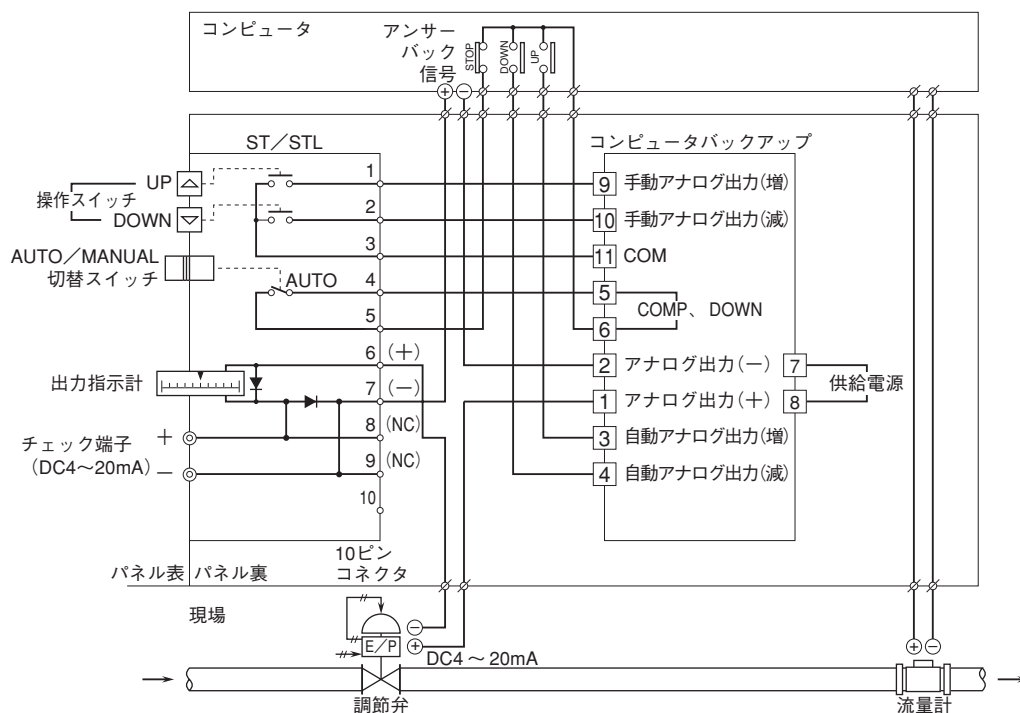 コンピュータ
アンサー
バック
信号
STOP
DOWN
UP
+ −
ST／STL
コンピュータバックアップ
操作スイッチ
UP
DOWN
AUTO／MANUAL
切替スイッチ
AUTO
1
2
3
4
5
6 (＋)
7 (－)
8 (NC)
9 (NC)
10
9 手動アナログ出力(増)
10 手動アナログ出力(減)
11 COM
5
COMP、DOWN
6
2 アナログ出力(－) 7
供給電源
1 アナログ出力(＋) 8
3 自動アナログ出力(増)
4 自動アナログ出力(減)
出力指示計
チェック端子 ＋
（DC4～20mA） －
10ピン
コネクタ
パネル表 パネル裏
現場
−
E／P +
DC4 ～ 20mA
調節弁
+ −
流量計